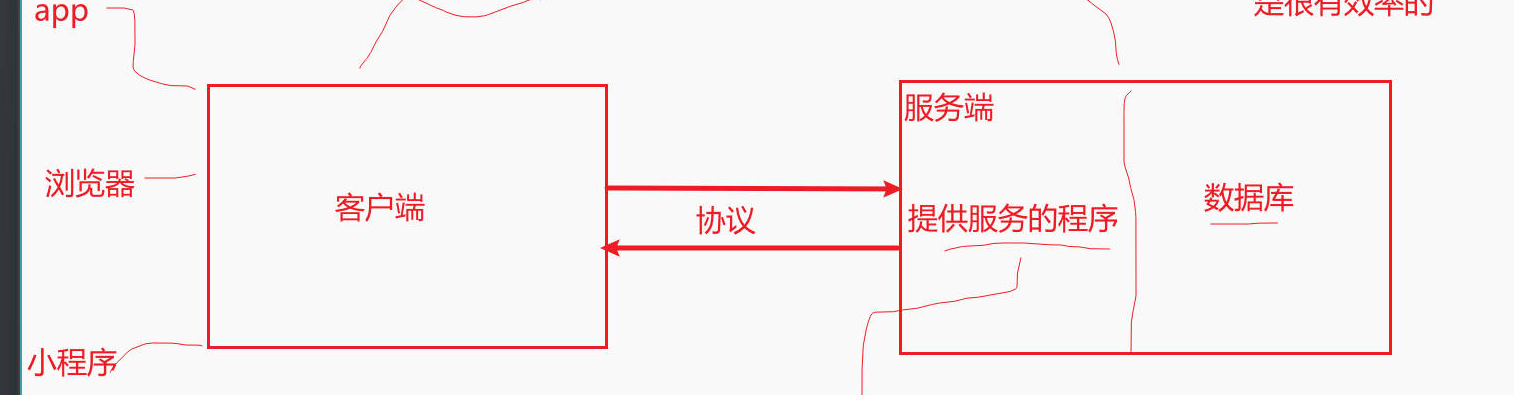 app
是很有效率的
服务端
浏览器
客户端
协议
提供服务的程序
数据库
小程序